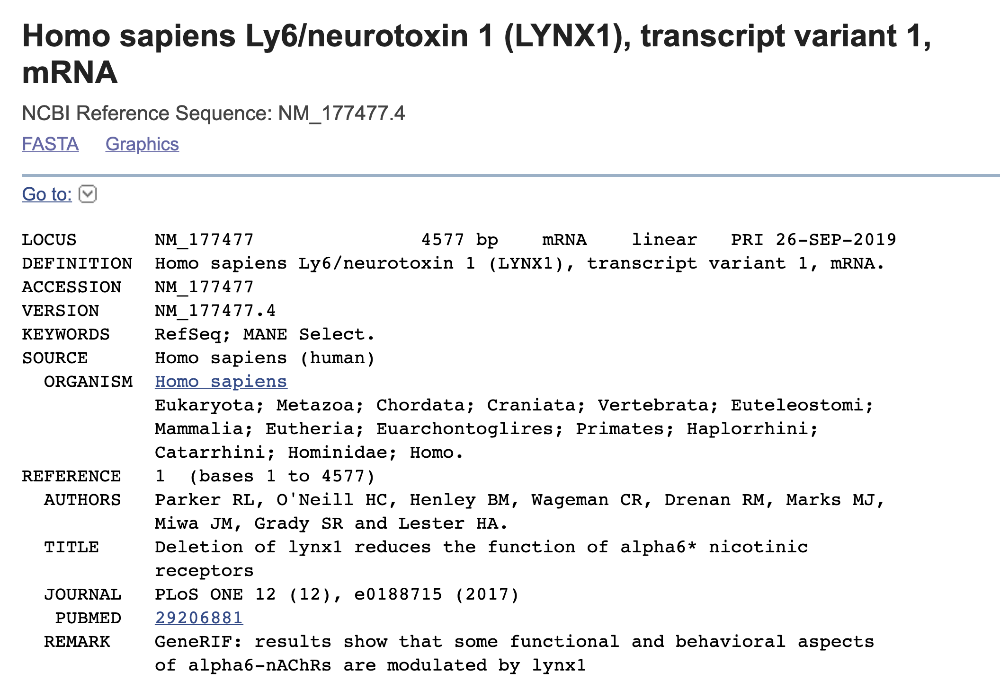 Homo sapiens Ly6/neurotoxin 1 (LYNX1), transcript variant 1,
mRNA
NCBI Reference Sequence: NM_177477.4
FASTA Graphics
Go to:
LOCUS NM_177477 4577 bp mRNA linear PRI 26-SEP-2019
DEFINITION Homo sapiens Ly6/neurotoxin 1 (LYNX1), transcript variant 1, mRNA.
ACCESSION NM_177477
VERSION NM_177477.4
KEYWORDS RefSeq; MANE Select.
SOURCE Homo sapiens (human)
ORGANISM Homo sapiens
Eukaryota; Metazoa; Chordata; Craniata; Vertebrata; Euteleostomi;
Mammalia; Eutheria; Euarchontoglires; Primates; Haplorrhini;
Catarrhini; Hominidae; Homo.
REFERENCE 1 (bases 1 to 4577)
AUTHORS Parker RL, O'Neill HC, Henley BM, Wageman CR, Drenan RM, Marks MJ,
Miwa JM, Grady SR and Lester HA.
TITLE Deletion of lynx1 reduces the function of alpha6* nicotinic
receptors
JOURNAL PLoS ONE 12 (12), e0188715 (2017)
PUBMED 29206881
REMARK GeneRIF: results show that some functional and behavioral aspects
of alpha6-nAChRs are modulated by lynx1